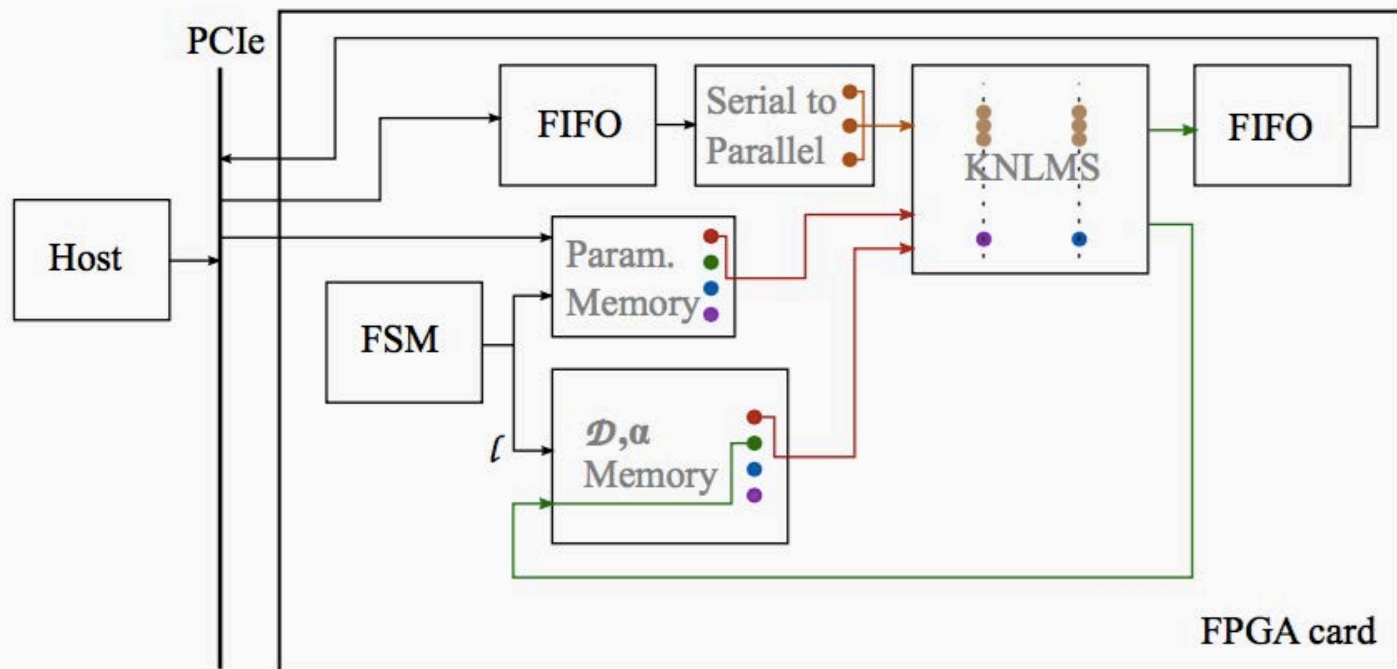 PCIe
FIFO
Serial to
Parallel
KNLMS
FIFO
Host
Param.
Memory
FSM
𝓓,α
Memory
ℓ
FPGA card